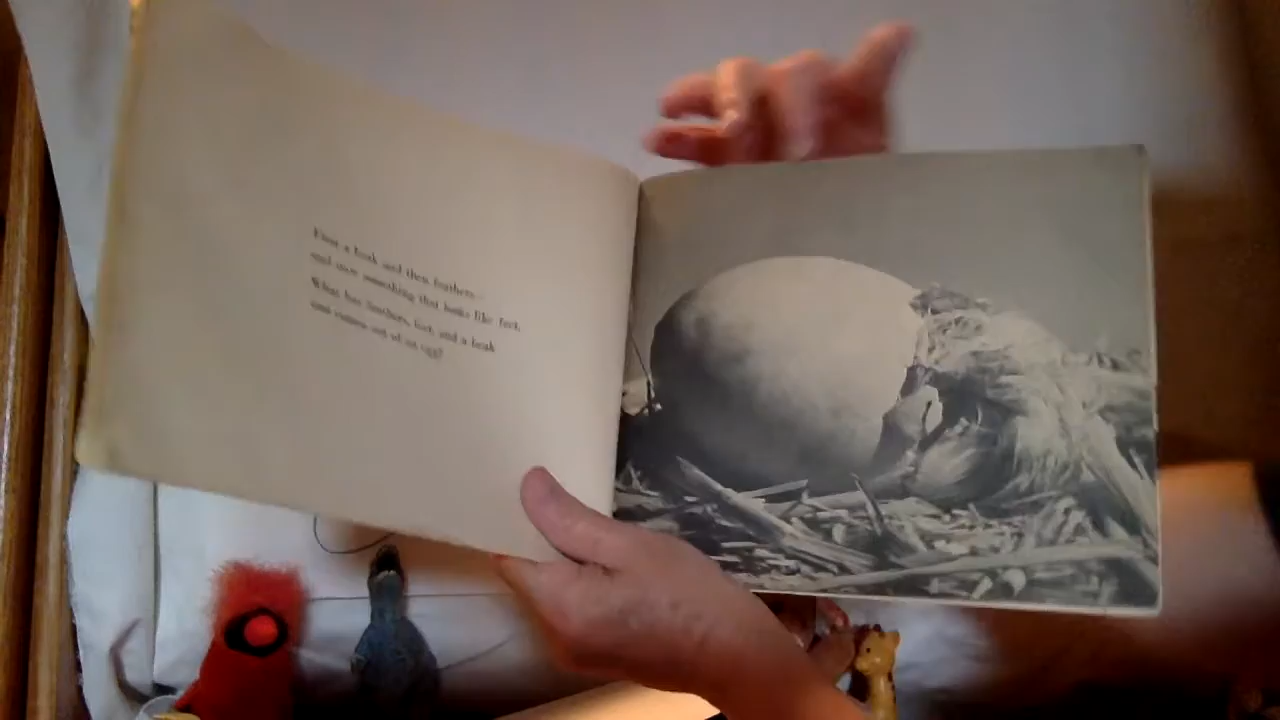 First a beak and then feathers—
and now something that looks like feet.
What has feathers, feet, and a beak
and comes out of an egg?